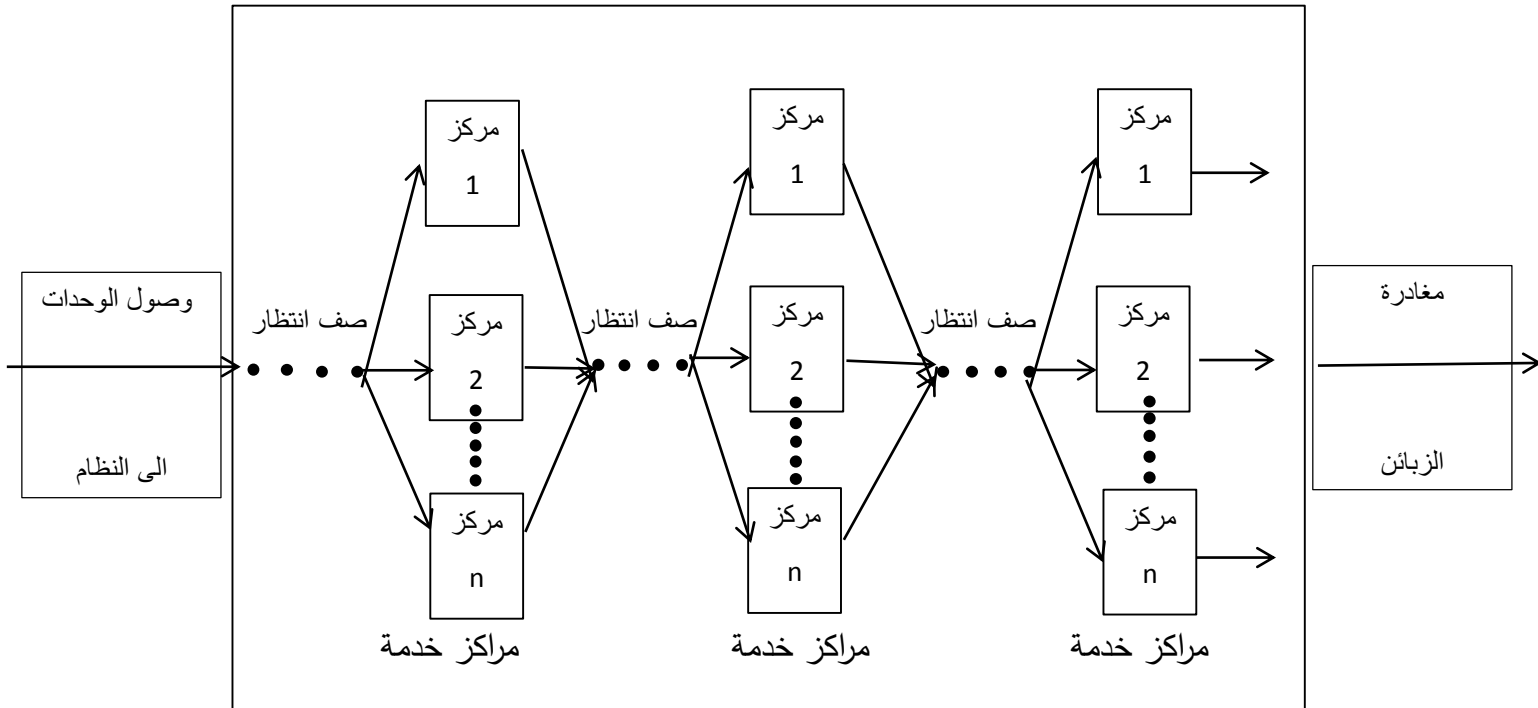 مركز
1
مركز
1
مركز
1
وصول الوحدات
الى النظام
صف انتظار
مركز
2
صف انتظار
مركز
2
صف انتظار
مركز
2
مغادرة
الزبائن
مركز
n
مركز
n
مركز
n
مراكز خدمة
مراكز خدمة
مراكز خدمة